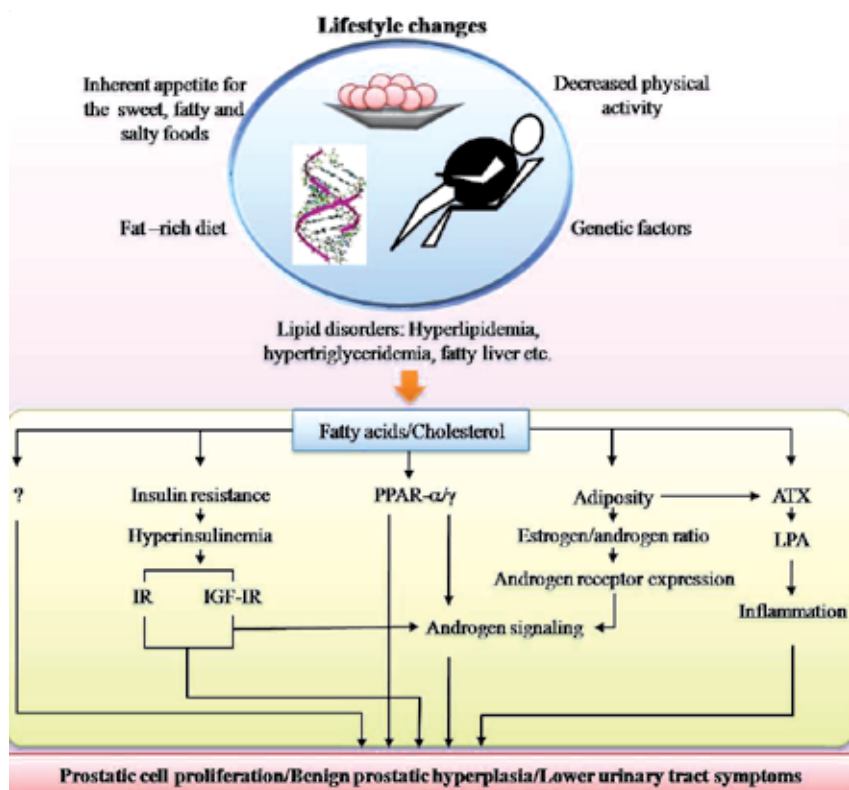 Lifestyle changes
Inherent appetite for
the sweet, fatty and
salty foods
Decreased physical
activity
Fat –rich diet
Genetic factors
Lipid disorders: Hyperlipidemia,
hypertriglyceridemia, fatty liver etc.
Fatty acids/Cholesterol
?
Insulin resistance
PPAR-α/γ
Adiposity
ATX
Hyperinsulinemia
Estrogen/androgen ratio
LPA
IR
IGF-IR
Androgen receptor expression
Androgen signaling
Inflammation
Prostatic cell proliferation/Benign prostatic hyperplasia/Lower urinary tract symptoms